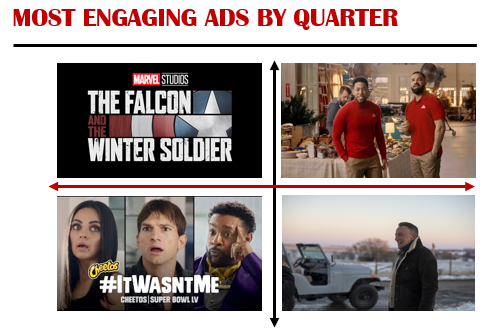 MOST ENGAGING ADS BY QUARTER
MARVEL STUDIOS
THE FALCON
AND THE
WINTER SOLDIER
Cheetos
#ITWASNTME
CHEETOS | SUPER BOWL LV